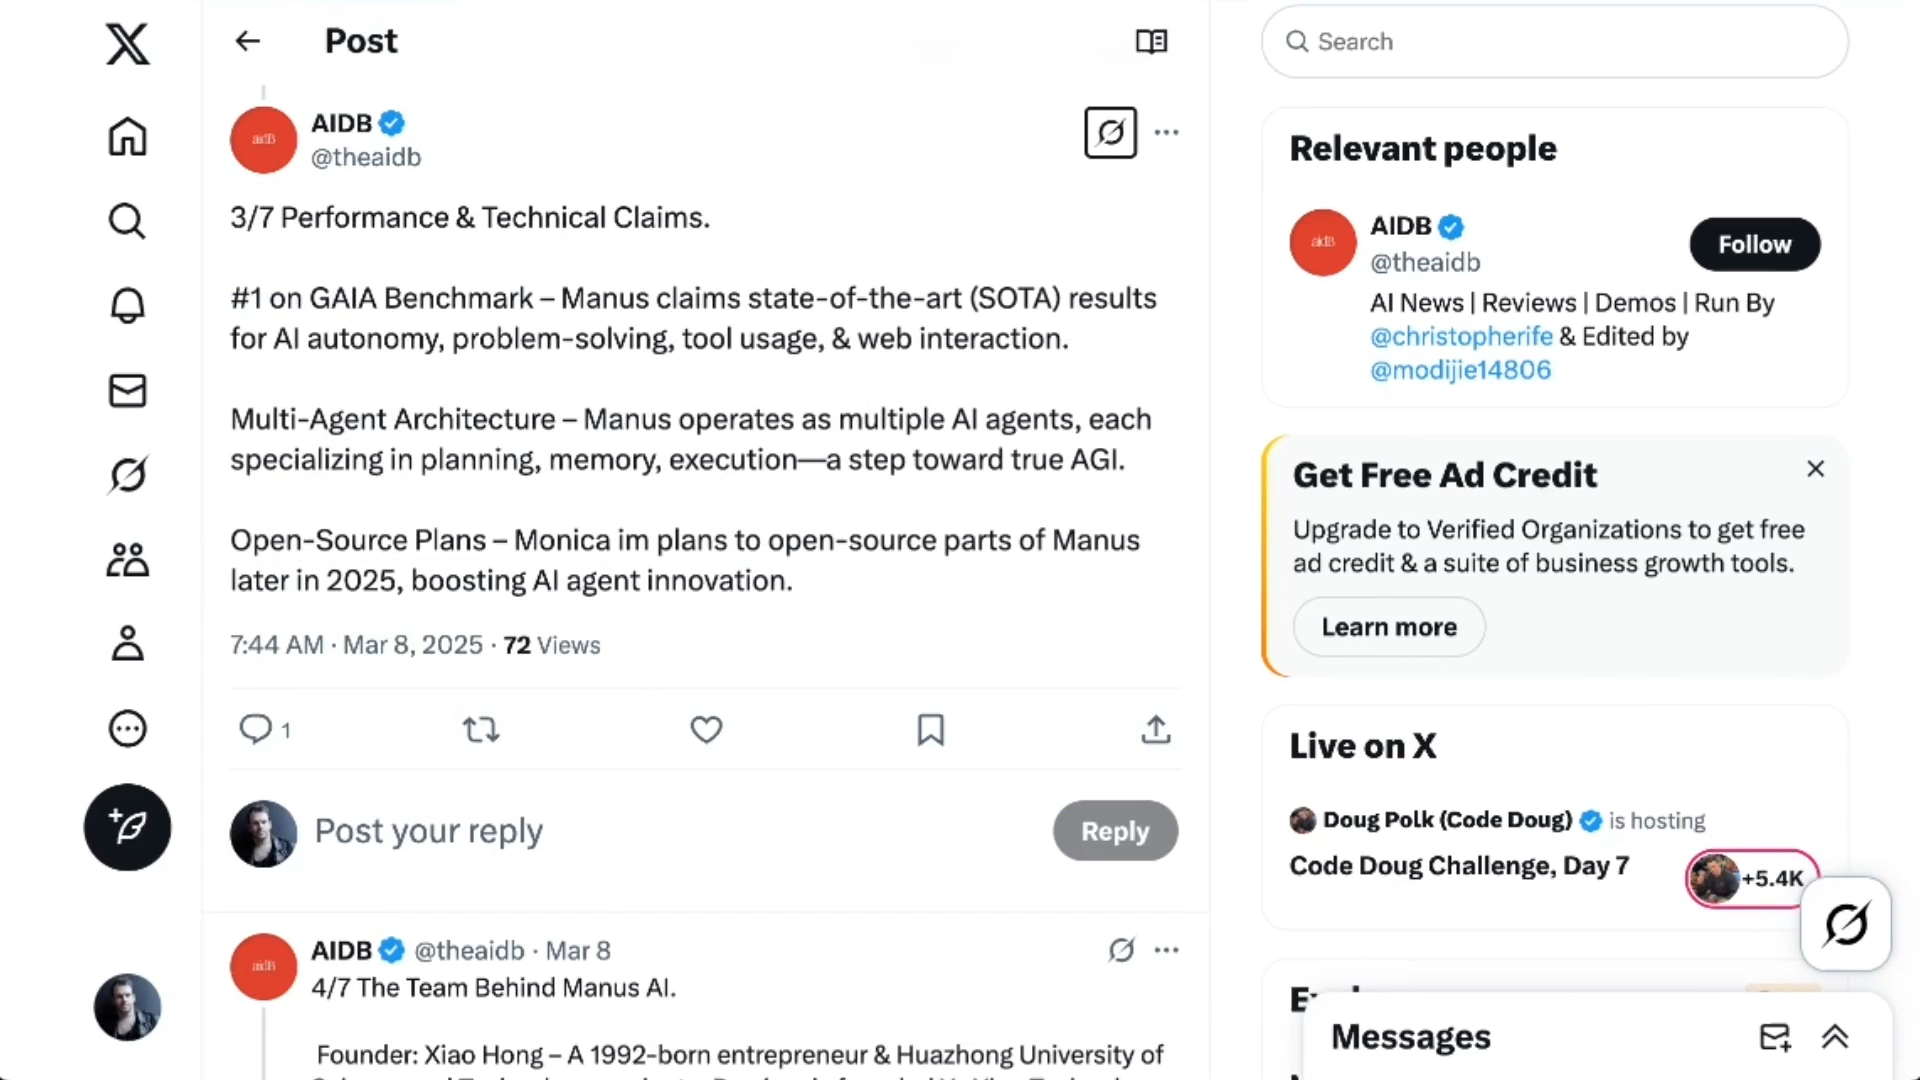 Post
Search
AIDB
@theaidb
3/7 Performance & Technical Claims.
#1 on GAIA Benchmark – Manus claims state-of-the-art (SOTA) results
for AI autonomy, problem-solving, tool usage, & web interaction.
Multi-Agent Architecture – Manus operates as multiple AI agents, each
specializing in planning, memory, execution—a step toward true AGI.
Open-Source Plans – Monica im plans to open-source parts of Manus
later in 2025, boosting AI agent innovation.
7:44 AM · Mar 8, 2025 · 72 Views
1
Post your reply
Reply
AIDB @theaidb · Mar 8
4/7 The Team Behind Manus AI.
Founder: Xiao Hong – A 1992-born entrepreneur & Huazhong University of
Relevant people
AIDB
@theaidb
Follow
AI News | Reviews | Demos | Run By
@christopherife & Edited by
@modijie14806
Get Free Ad Credit
Upgrade to Verified Organizations to get free
ad credit & a suite of business growth tools.
Learn more
Live on X
Doug Polk (Code Doug) is hosting
Code Doug Challenge, Day 7
+5.4K
Messages